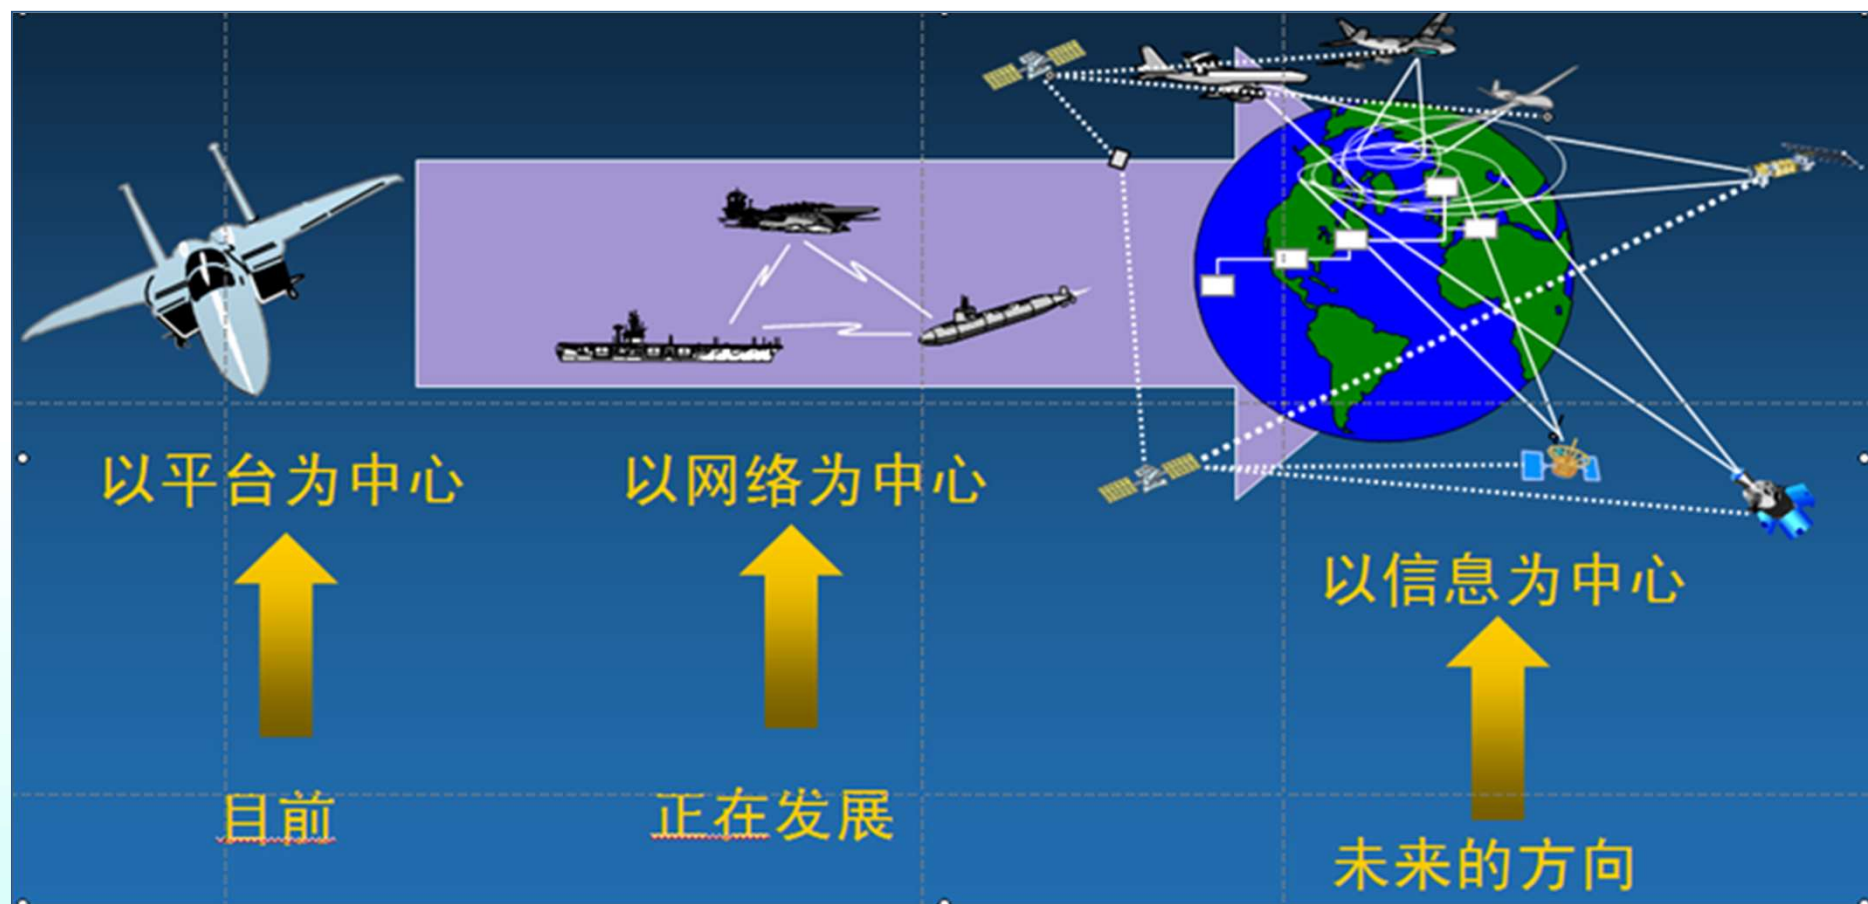 以平台为中心
以网络为中心
以信息为中心
目前
正在发展
未来的方向